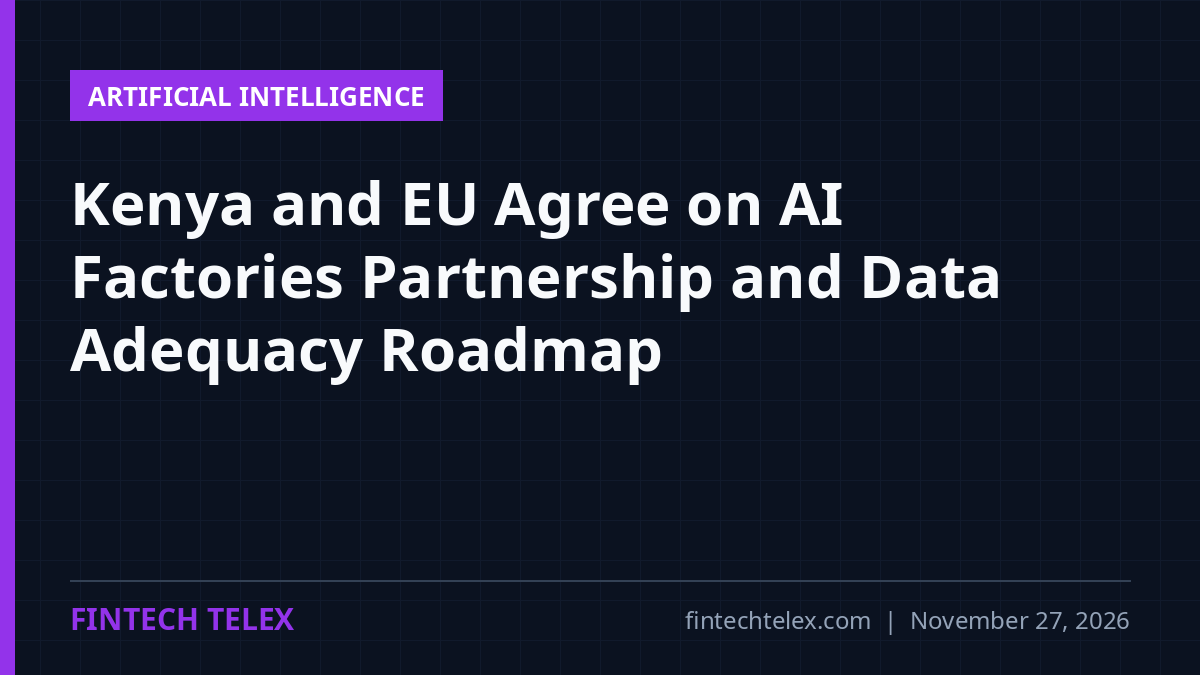 ARTIFICIAL INTELLIGENCE
Kenya and EU Agree on AI
Factories Partnership and Data
Adequacy Roadmap
FINTECH TELEX
fintechtelex.com | November 27, 2026